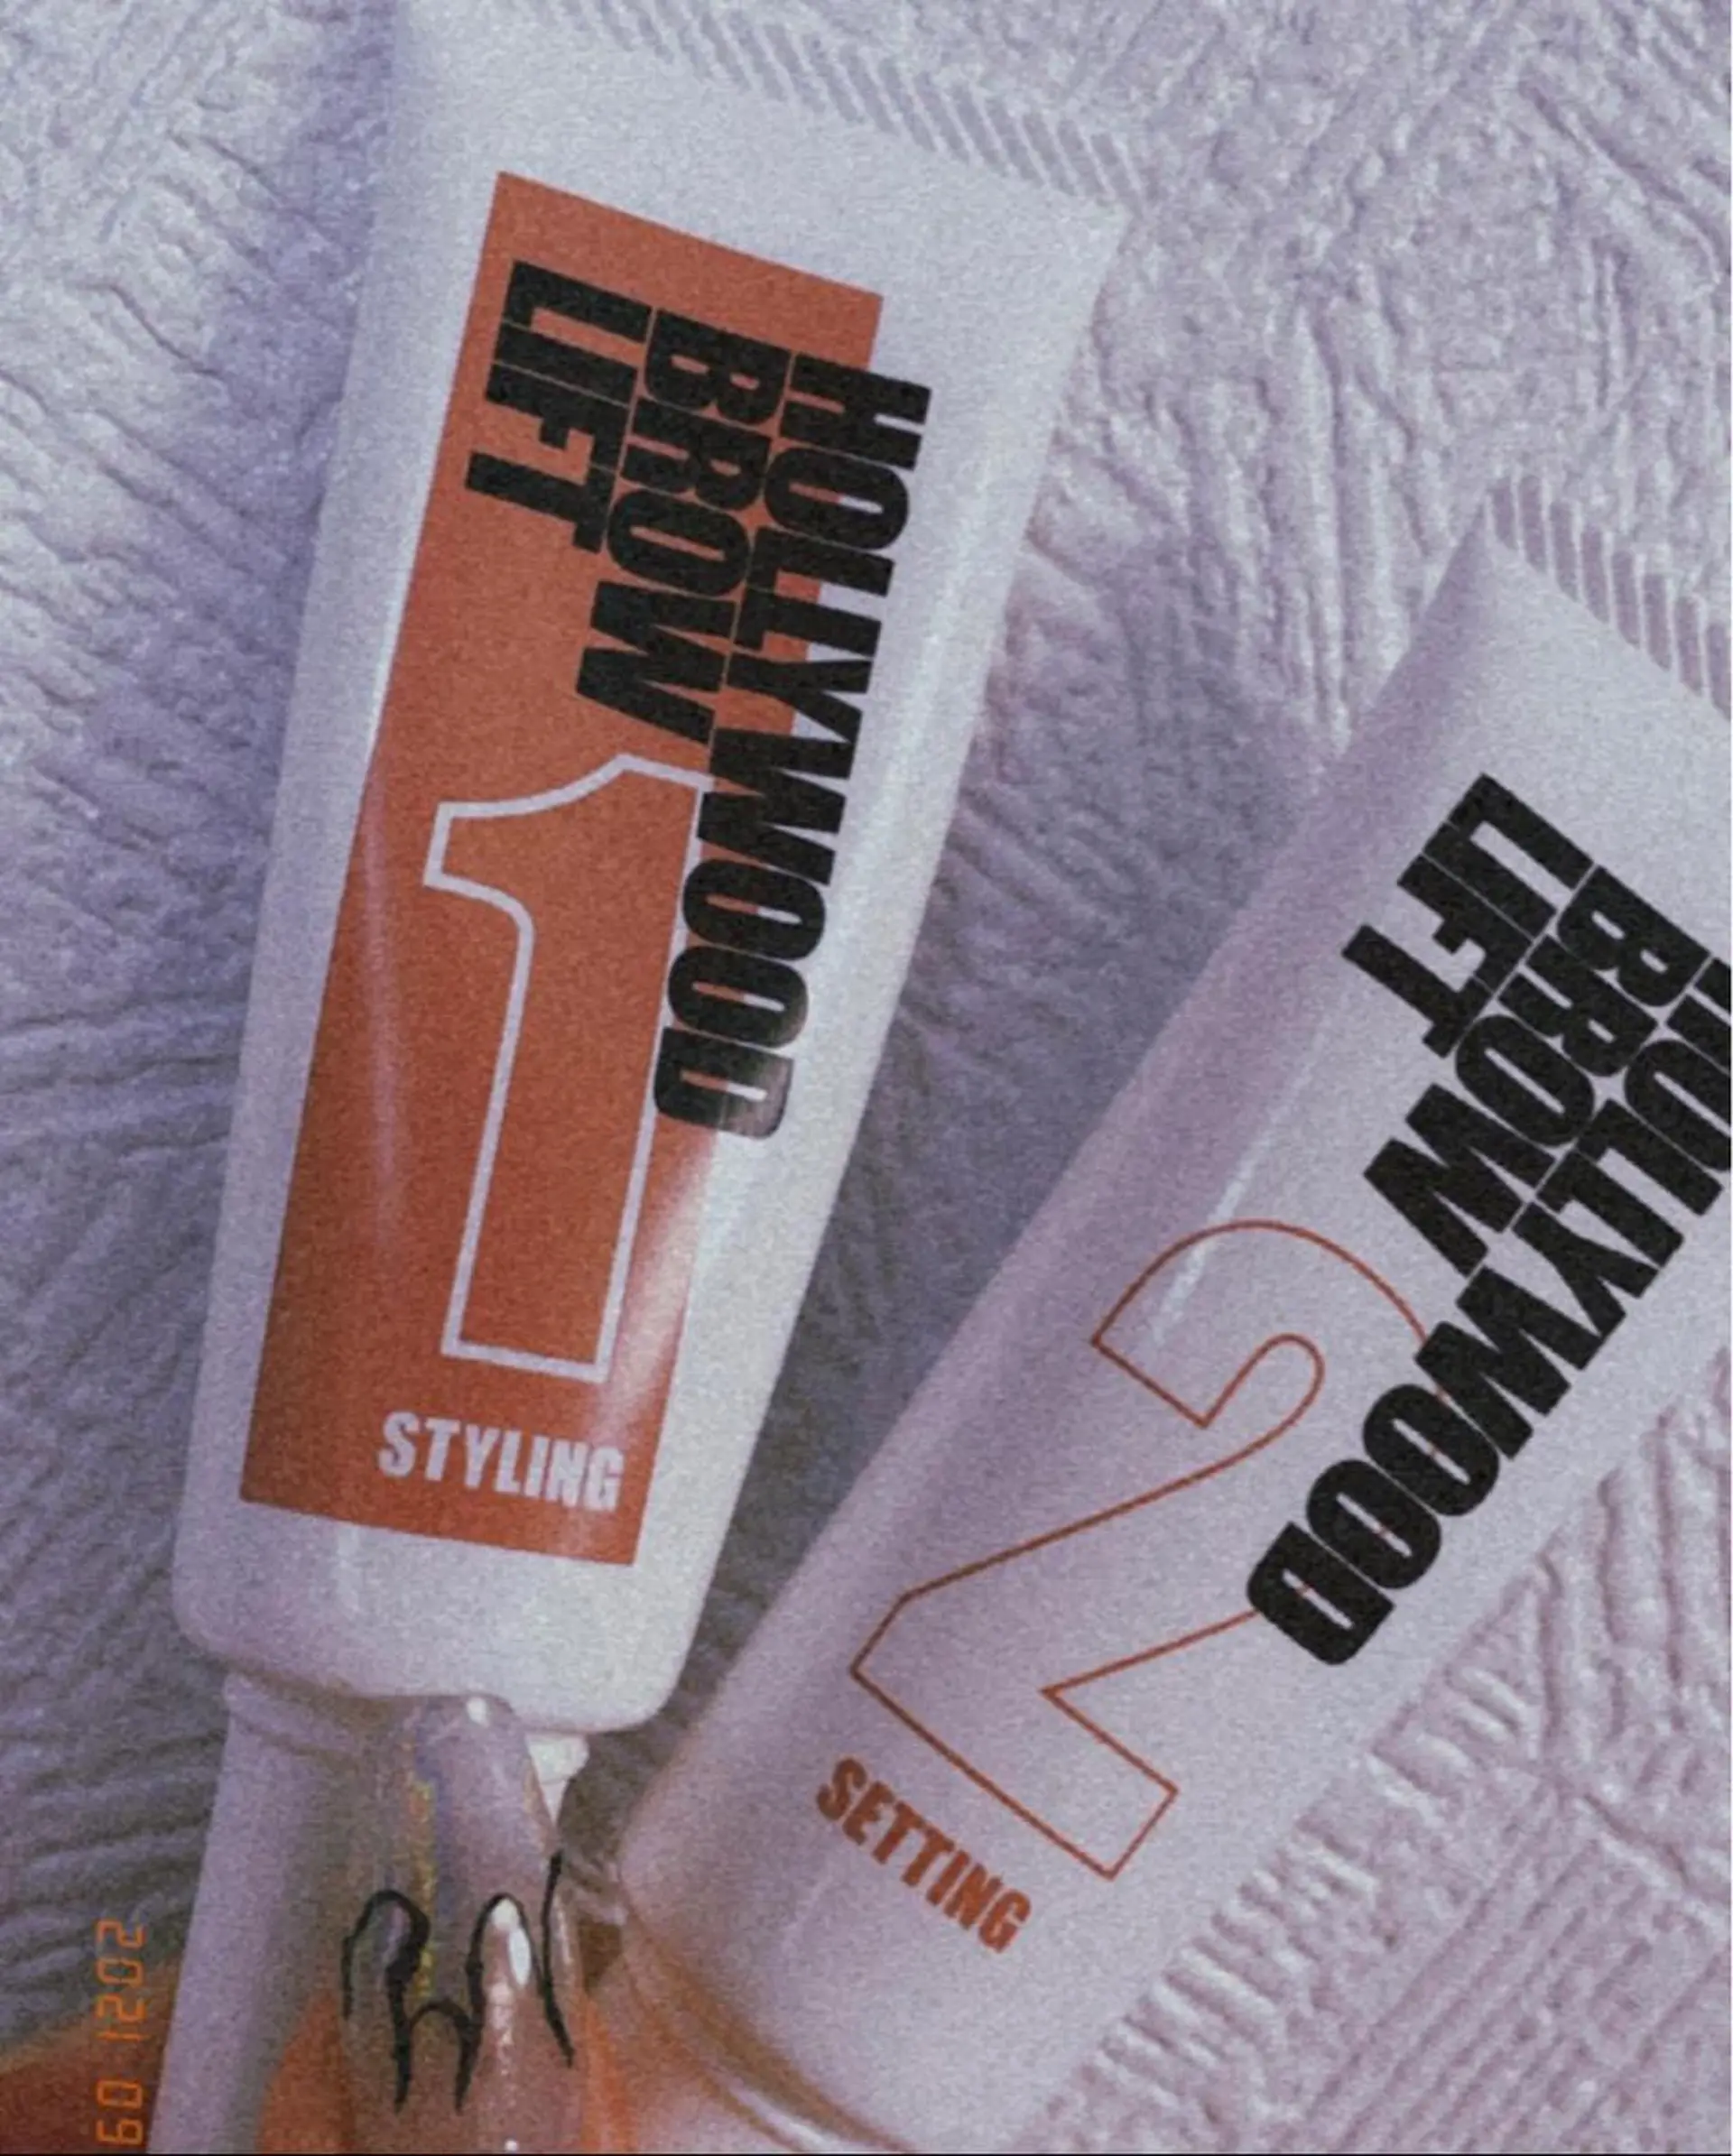 HOLLYWOOD
BROW
LIFT
1
STYLING
HOLLYWOOD
BROW
LIFT
2
SETTING
2021 09